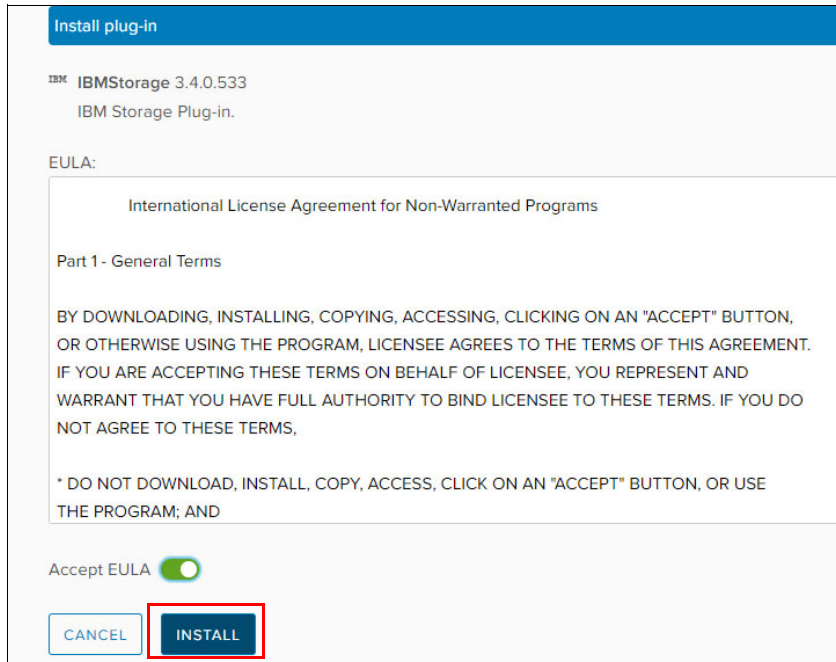 Install plug-in
IBM IBMStorage 3.4.0.533
IBM Storage Plug-in.
EULA:
International License Agreement for Non-Warranted Programs
Part 1 - General Terms
BY DOWNLOADING, INSTALLING, COPYING, ACCESSING, CLICKING ON AN "ACCEPT" BUTTON,
OR OTHERWISE USING THE PROGRAM, LICENSEE AGREES TO THE TERMS OF THIS AGREEMENT.
IF YOU ARE ACCEPTING THESE TERMS ON BEHALF OF LICENSEE, YOU REPRESENT AND
WARRANT THAT YOU HAVE FULL AUTHORITY TO BIND LICENSEE TO THESE TERMS. IF YOU DO
NOT AGREE TO THESE TERMS,
* DO NOT DOWNLOAD, INSTALL, COPY, ACCESS, CLICK ON AN "ACCEPT" BUTTON, OR USE
THE PROGRAM; AND
Accept EULA
CANCEL INSTALL